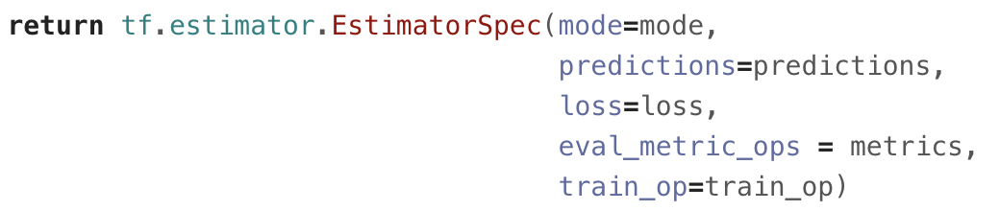 return tf.estimator.EstimatorSpec(mode=mode,
predictions=predictions,
loss=loss,
eval_metric_ops = metrics,
train_op=train_op)